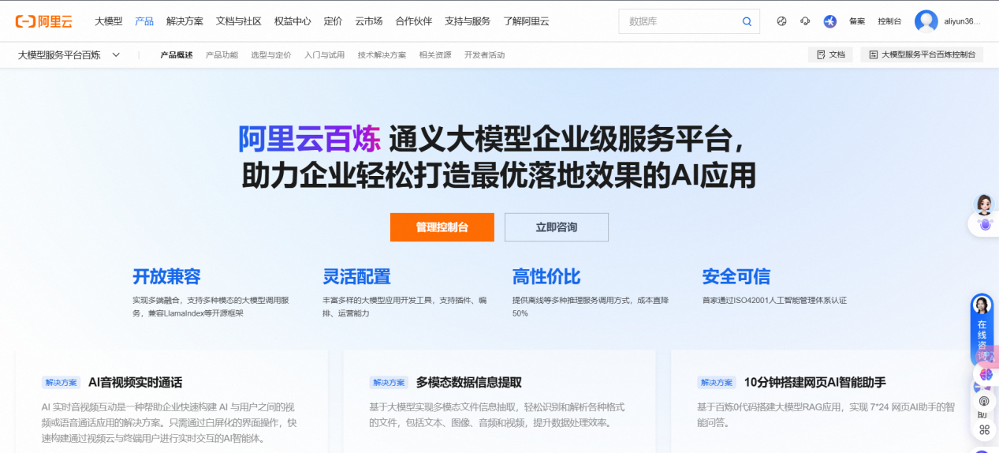 阿里云 大模型 产品 解决方案 文档与社区 权益中心 定价 云市场 合作伙伴 支持与服务 了解阿里云 数据库 备案 控制台 aliyun36...
大模型服务平台百炼 产品概述 产品功能 选型与定价 入门与试用 技术解决方案 相关资源 开发者活动 文档 大模型服务平台百炼控制台
阿里云百炼 通义大模型企业级服务平台，
助力企业轻松打造最优落地效果的AI应用
管理控制台 立即咨询
开放兼容
实现多端融合，支持多种模态的大模型调用服
务，兼容LlamaIndex等开源框架
灵活配置
丰富多样的大模型应用开发工具，支持插件、编
排、运营能力
高性价比
提供离线等多种推理服务调用方式，成本直降
50%
安全可信
首家通过ISO42001人工智能管理体系认证
解决方案 AI音视频实时通话
AI 实时音视频互动是一种帮助企业快速构建 AI 与用户之间的视
频或语音通话应用的解决方案。只需通过白屏化的界面操作，快
速构建通过视频云与终端用户进行实时交互的AI智能体。
解决方案 多模态数据信息提取
基于大模型实现多模态文件信息抽取，轻松识别和解析各种格式
的文件，包括文本、图像、音频和视频，提升数据处理效率。
解决方案 10分钟搭建网页AI智能助手
基于百炼0代码搭建大模型RAG应用，实现 7*24 网页AI助手的智
能问答。
在线咨询
助